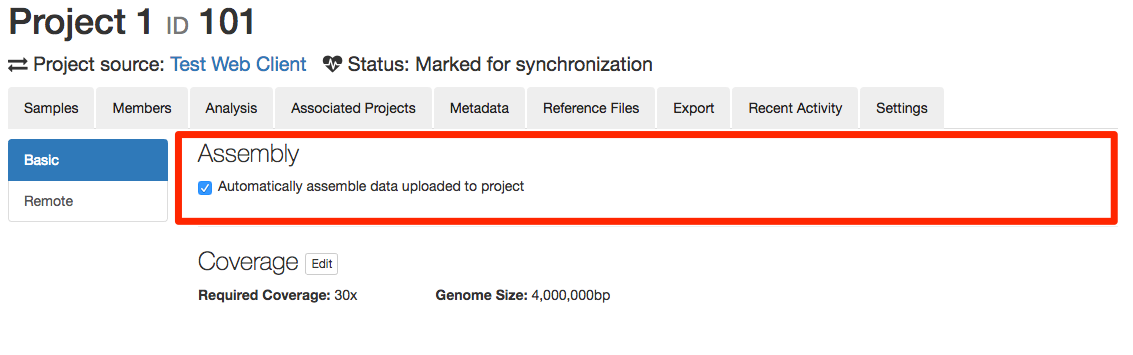 Project 1 ID 101
Project source: Test Web Client Status: Marked for synchronization
Samples Members Analysis Associated Projects Metadata Reference Files Export Recent Activity Settings
Basic
Remote
Assembly
Automatically assemble data uploaded to project
Coverage Edit
Required Coverage: 30x Genome Size: 4,000,000bp